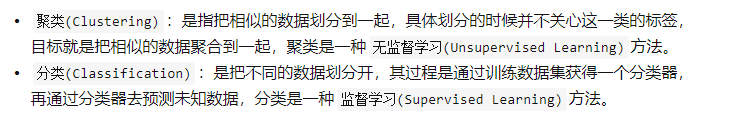 • 聚类(Clustering) ：是指把相似的数据划分到一起，具体划分的时候并不关心这一类的标签，
目标就是把相似的数据聚合到一起，聚类是一种 无监督学习(Unsupervised Learning) 方法。
• 分类(Classification) ：是把不同的数据划分开，其过程是通过训练数据集获得一个分类器，
再通过分类器去预测未知数据，分类是一种 监督学习(Supervised Learning) 方法。